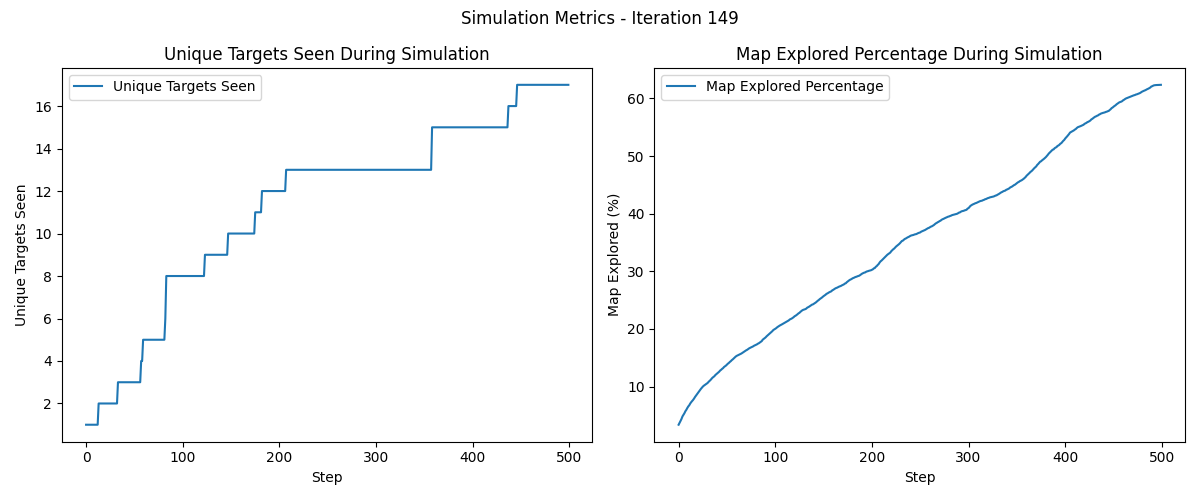 Simulation Metrics - Iteration 149
Unique Targets Seen During Simulation
Unique Targets Seen
16
14
12
10
8
6
4
2
Unique Targets Seen
0 100 200 300 400 500
Step
Map Explored Percentage During Simulation
Map Explored Percentage
60
50
40
30
20
10
Map Explored (%)
0 100 200 300 400 500
Step